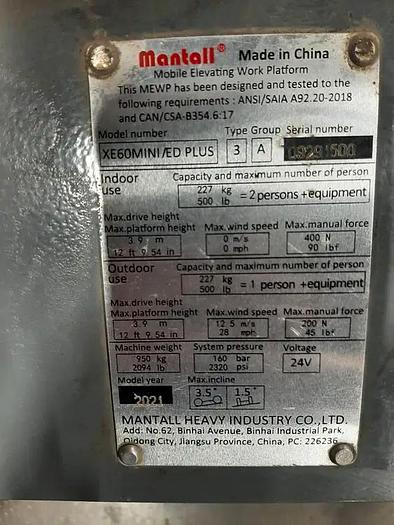 Mantall® Made in China
Mobile Elevating Work Platform
This MEWP has been designed and tested to the
following requirements : ANSI/SAIA A92.20-2018
and CAN/CSA-B354.6:17
Model number Type Group Serial number
XE60MINI/ED PLUS 3 A 09291500
Indoor use Capacity and maximum number of person
227 kg
500 lb =2 persons +equipment
Max.drive height
Max.platform height Max.wind speed Max.manual force
3.9 m 0 m/s 400 N
12 ft 9.54 in 0 mph 90 lbf
Outdoor use Capacity and maximum number of person
227 kg
500 lb =1 person +equipment
Max.drive height
Max.platform height Max.wind speed Max.manual force
3.9 m 12.5 m/s 200 N
12 ft 9.54 in 28 mph 45 lbf
Machine weight System pressure Voltage
950 kg 160 bar 24V
2094 lb 2320 psi
Model year Max.incline
2021 3.5° 1.5°
MANTALL HEAVY INDUSTRY CO.,LTD.
Add: No.62, Binhai Avenue, Binhai Industrial Park,
Qidong City, Jiangsu Province, China, PC: 226236